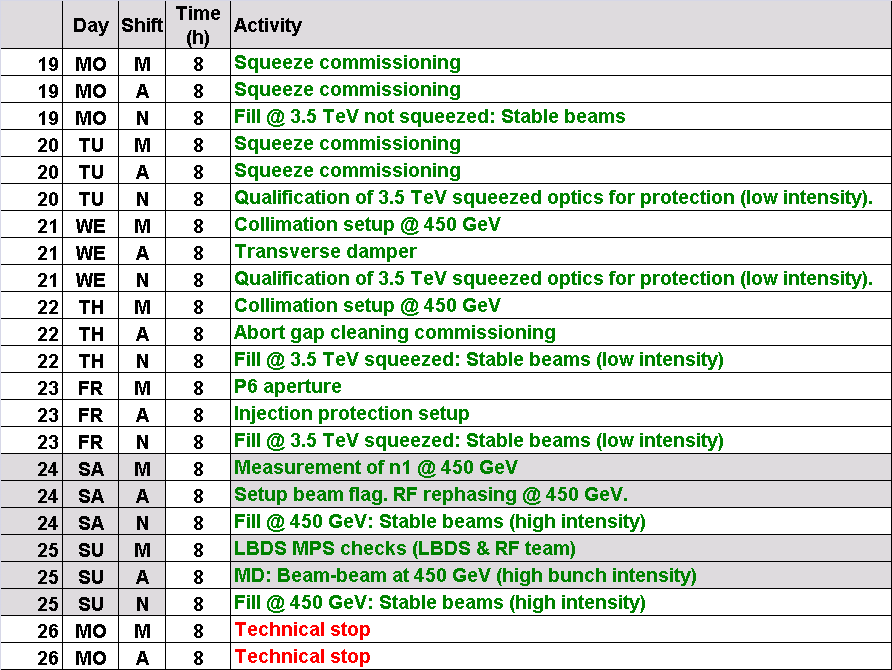 Day Shift Time (h) Activity
19 MO M 8 Squeeze commissioning
19 MO A 8 Squeeze commissioning
19 MO N 8 Fill @ 3.5 TeV not squeezed: Stable beams
20 TU M 8 Squeeze commissioning
20 TU A 8 Squeeze commissioning
20 TU N 8 Qualification of 3.5 TeV squeezed optics for protection (low intensity).
21 WE M 8 Collimation setup @ 450 GeV
21 WE A 8 Transverse damper
21 WE N 8 Qualification of 3.5 TeV squeezed optics for protection (low intensity).
22 TH M 8 Collimation setup @ 450 GeV
22 TH A 8 Abort gap cleaning commissioning
22 TH N 8 Fill @ 3.5 TeV squeezed: Stable beams (low intensity)
23 FR M 8 P6 aperture
23 FR A 8 Injection protection setup
23 FR N 8 Fill @ 3.5 TeV squeezed: Stable beams (low intensity)
24 SA M 8 Measurement of n1 @ 450 GeV
24 SA A 8 Setup beam flag. RF rephasing @ 450 GeV.
24 SA N 8 Fill @ 450 GeV: Stable beams (high intensity)
25 SU M 8 LBDS MPS checks (LBDS & RF team)
25 SU A 8 MD: Beam-beam at 450 GeV (high bunch intensity)
25 SU N 8 Fill @ 450 GeV: Stable beams (high intensity)
26 MO M 8 Technical stop
26 MO A 8 Technical stop